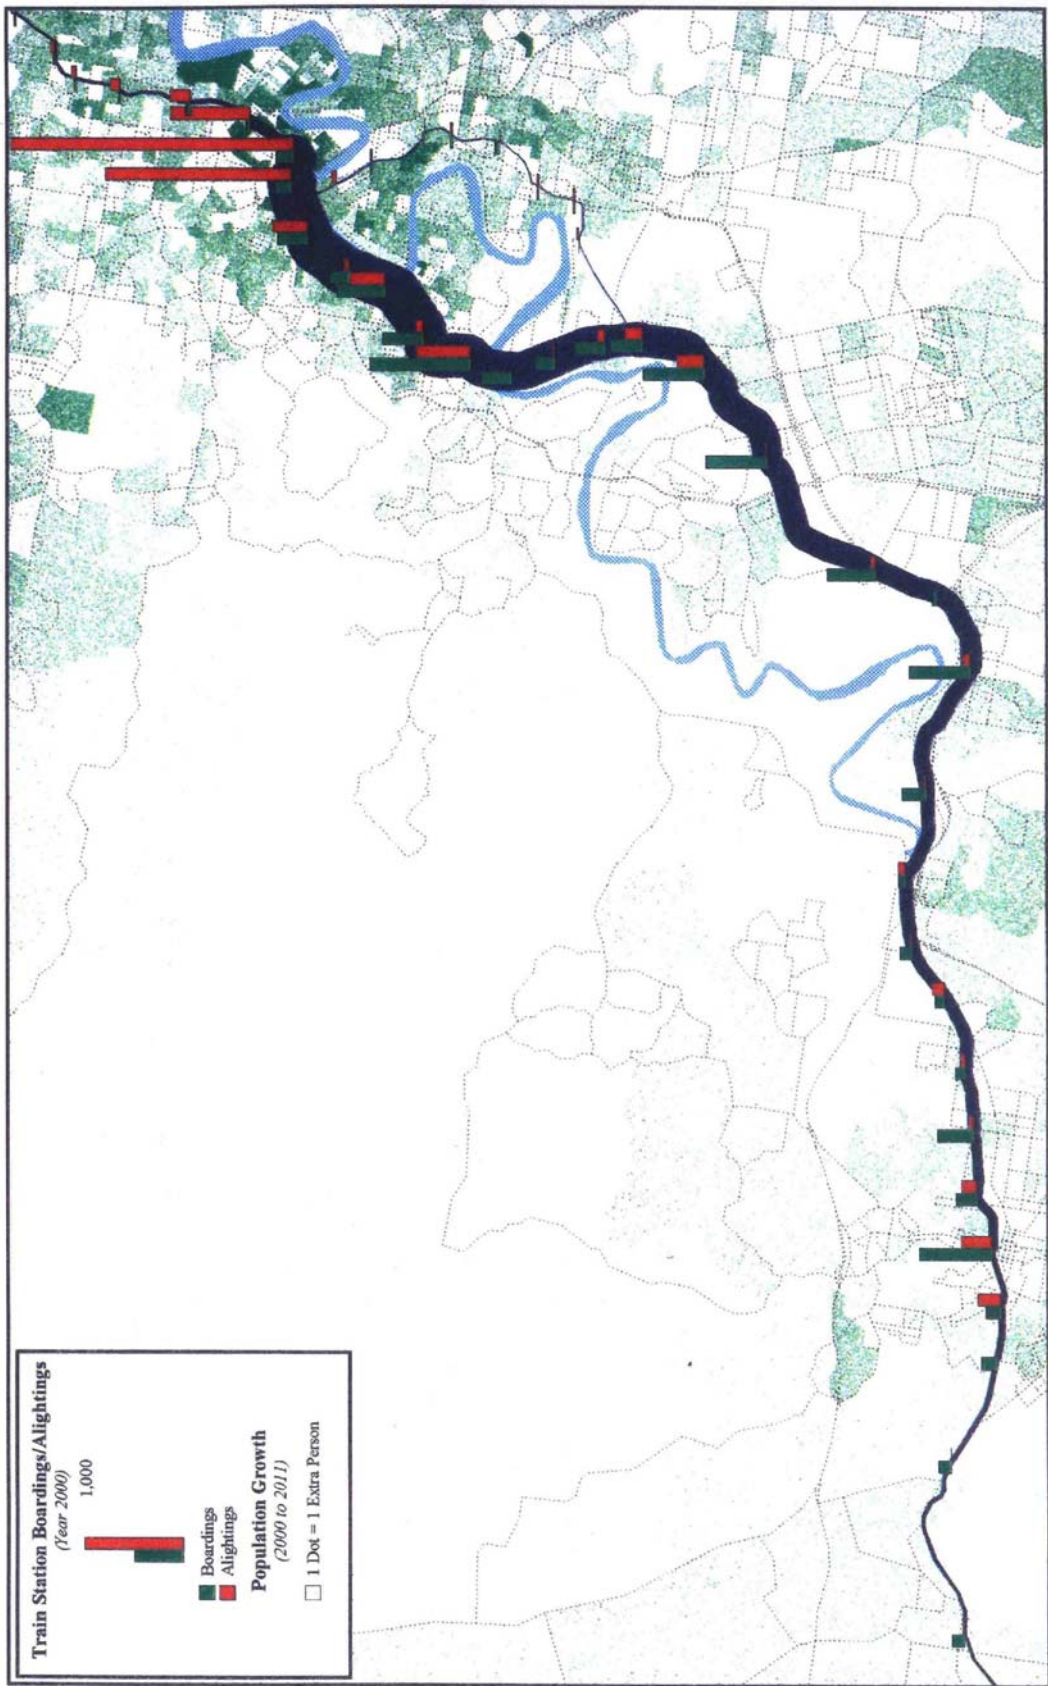 Train Station Boardings/Alightings
(Year 2000)
1,000
Boardings
Alightings
Population Growth
(2000 to 2011)
1 Dot = 1 Extra Person